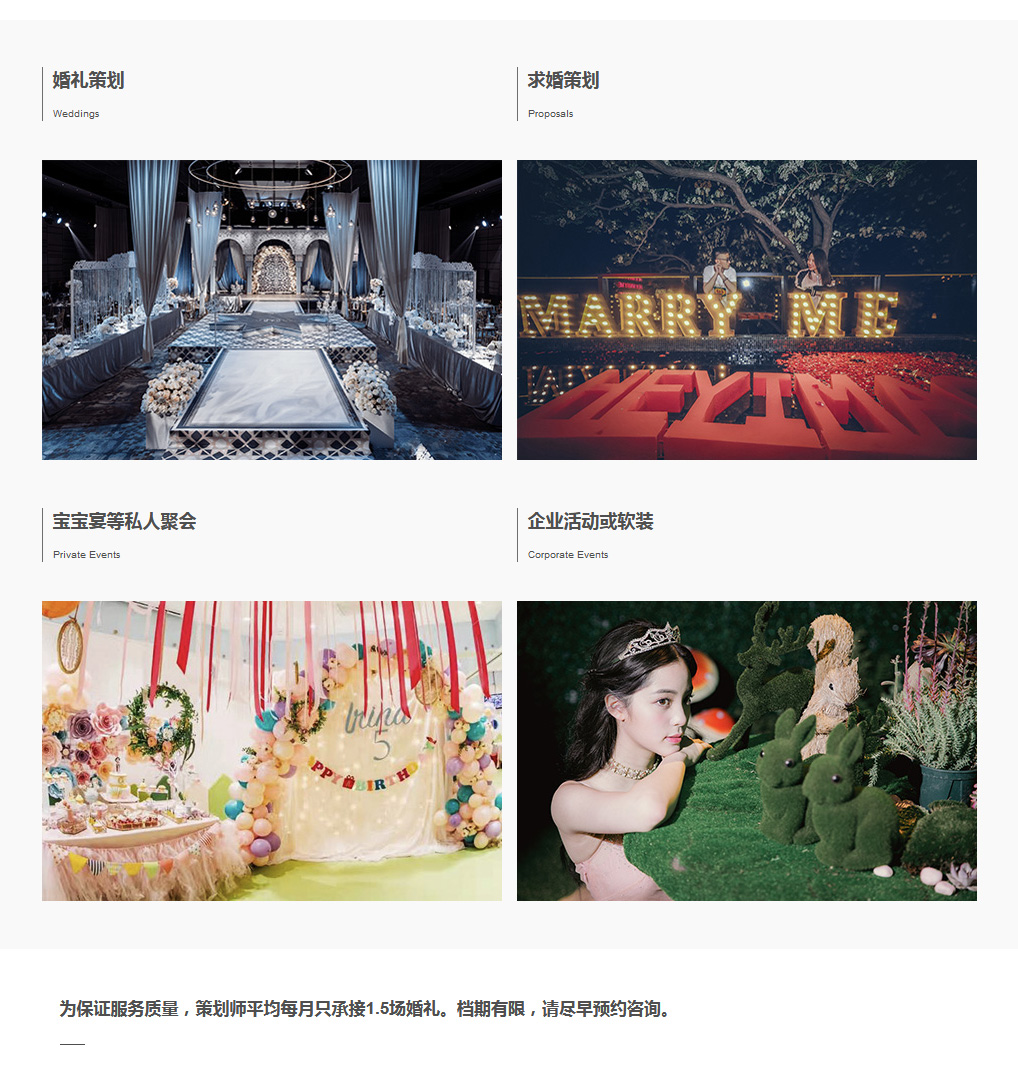 婚礼策划
Weddings
求婚策划
Proposals
MARRY ME
HEY I'M A
宝宝宴等私人聚会
Private Events
企业活动或软装
Corporate Events
5
PPY BIRTH
为保证服务质量，策划师平均每月只承接1.5场婚礼。档期有限，请尽早预约咨询。